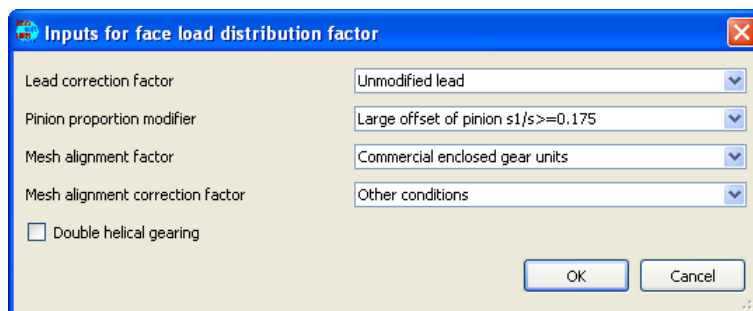 Inputs for face load distribution factor
Lead correction factor Unmodified lead
Pinion proportion modifier Large offset of pinion s1/s>=0.175
Mesh alignment factor Commercial enclosed gear units
Mesh alignment correction factor Other conditions
Double helical gearing
OK Cancel